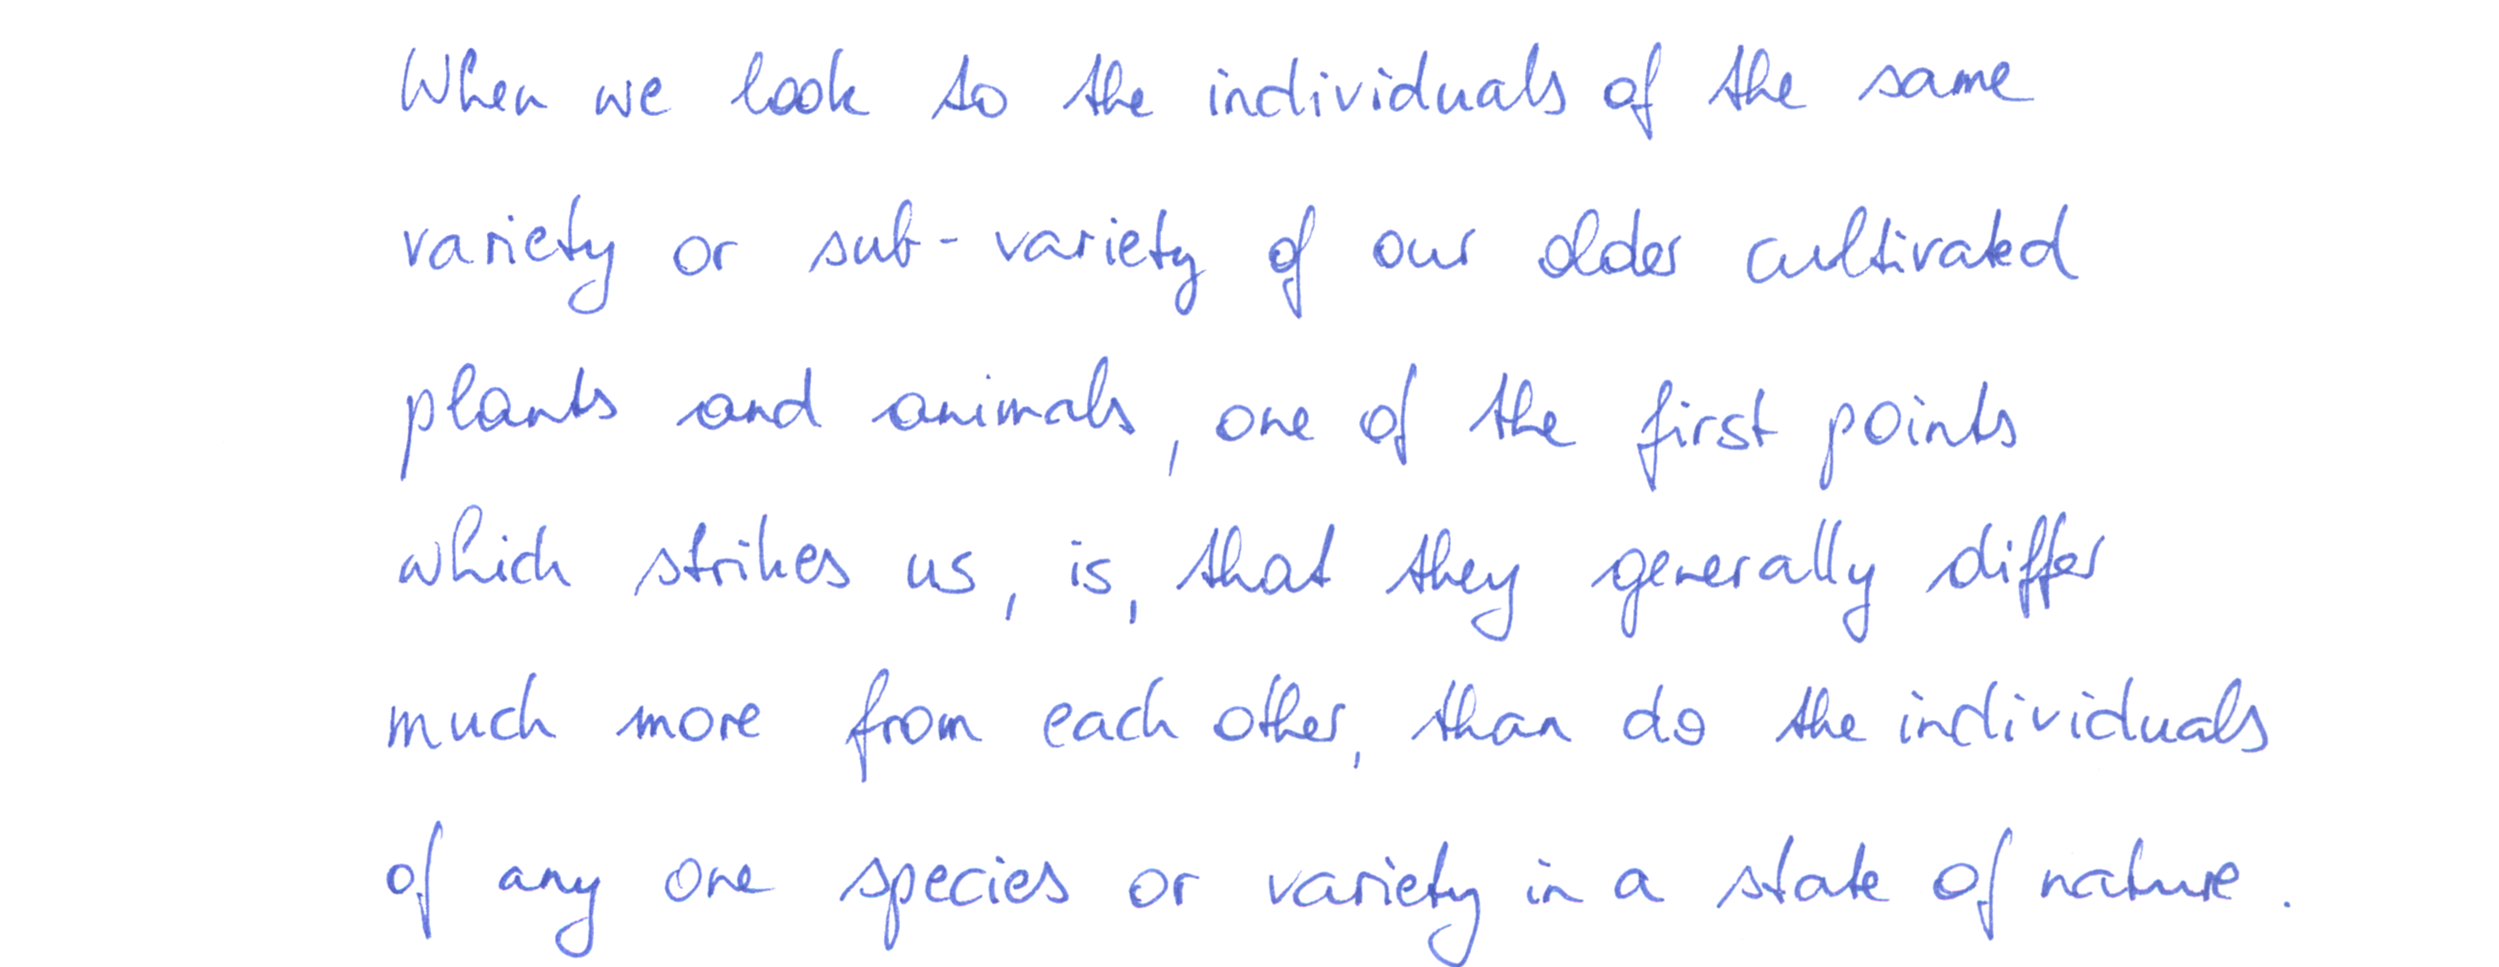 When we look to the individuals of the same
variety or sub-variety of our older cultivated
plants and animals, one of the first points
which strikes us, is, that they generally differ
much more from each other, than do the individuals
of any one species or variety in a state of nature.